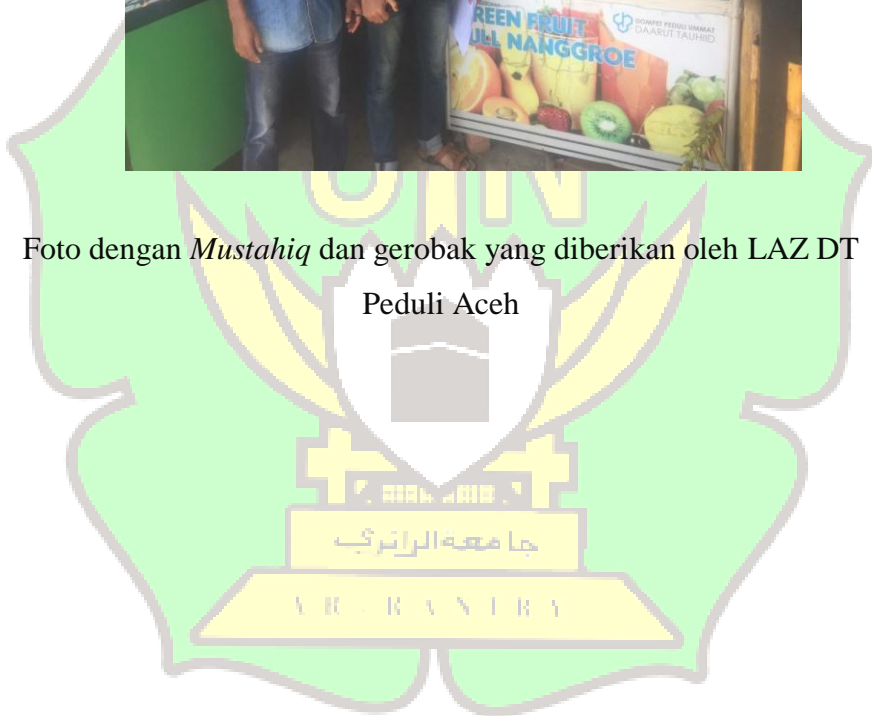 REEN FRUIT
ULL NANGGROE
DOMPET PEDULI UMMAT
DAARUT TAUHIID
UIN
Foto dengan Mustahiq dan gerobak yang diberikan oleh LAZ DT
Peduli Aceh
جامعة الرانري
AR-RANIRY